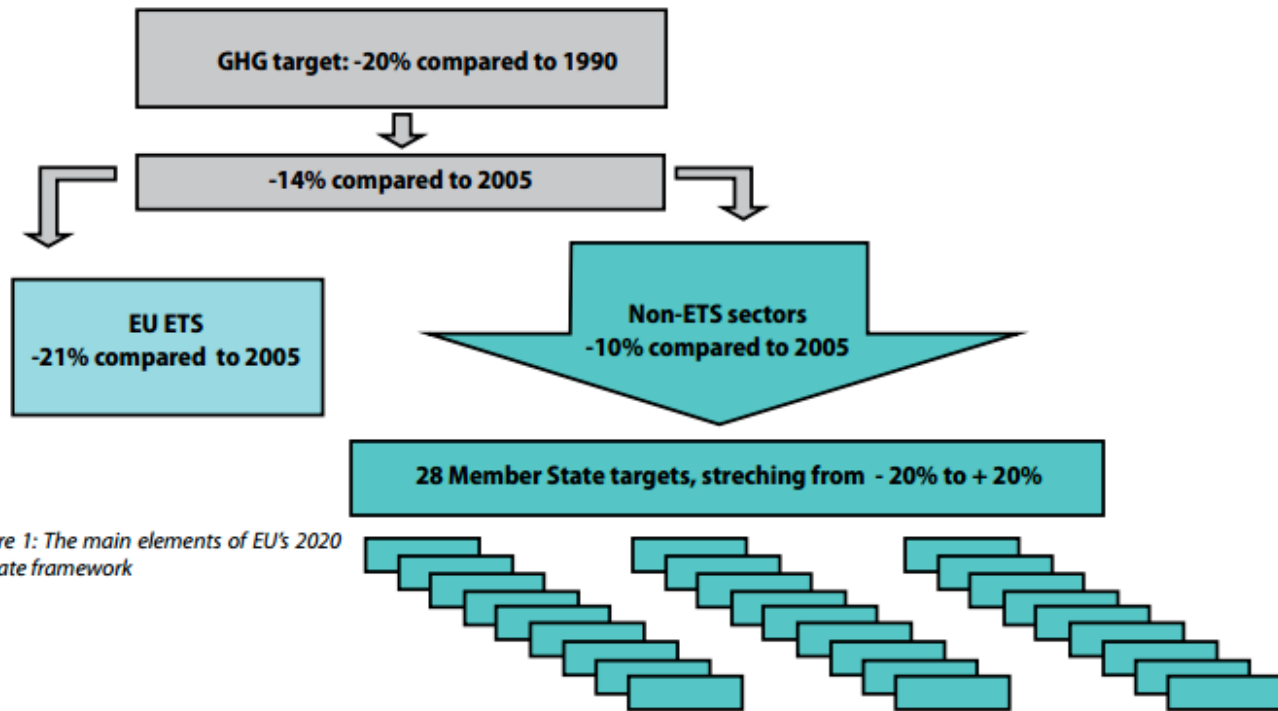 GHG target: -20% compared to 1990
-14% compared to 2005
EU ETS
-21% compared to 2005
Non-ETS sectors
-10% compared to 2005
28 Member State targets, streching from - 20% to + 20%
re 1: The main elements of EU's 2020
ate framework